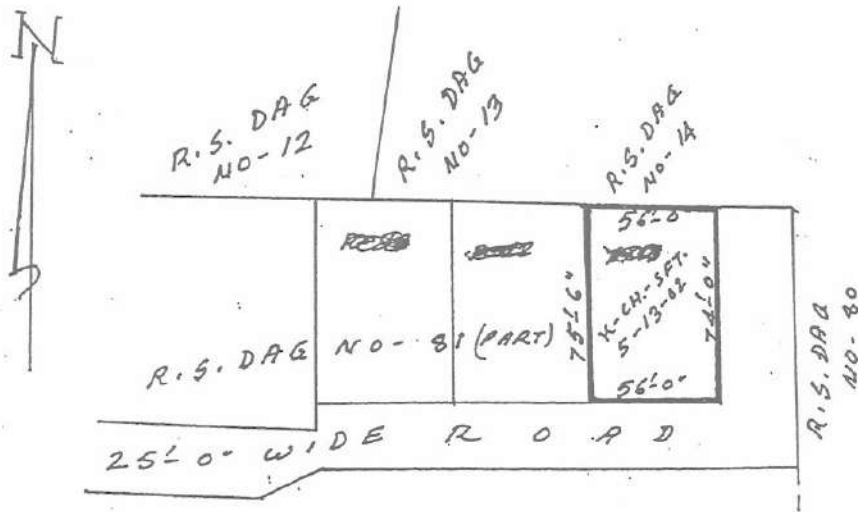 N
R.S. DAG
NO-12
R.S. DAG
NO-13
R.S. DAG
NO-14
56'-0"
K-CH.-SFT.
5-13-02
75'-6"
74'-0"
56'-0"
R.S. DAG NO-81 (PART)
R.S. DAG
NO-80
25'-0" WIDE ROAD